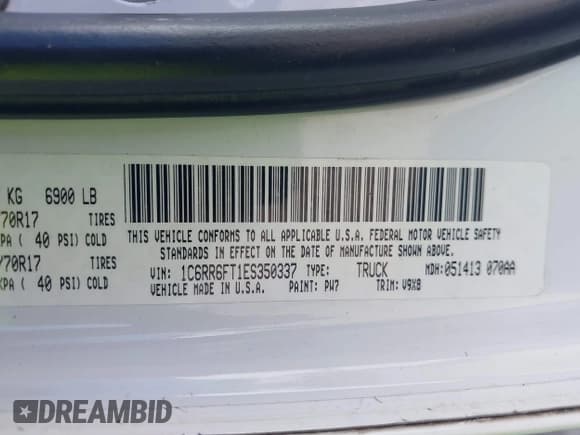 KG 6900 LB
70R17 TIRES
KPA ( 40 PSI) COLD
/70R17 TIRES
KPA ( 40 PSI) COLD
THIS VEHICLE CONFORMS TO ALL APPLICABLE U.S.A. FEDERAL MOTOR VEHICLE SAFETY
STANDARDS IN EFFECT ON THE DATE OF MANUFACTURE SHOWN ABOVE.
VIN: 1C6RR6FT1ES350337 TYPE: TRUCK MDH: 051413 070AA
VEHICLE MADE IN U.S.A. PAINT: PW7 TRIM: V9X8
DREAMBID